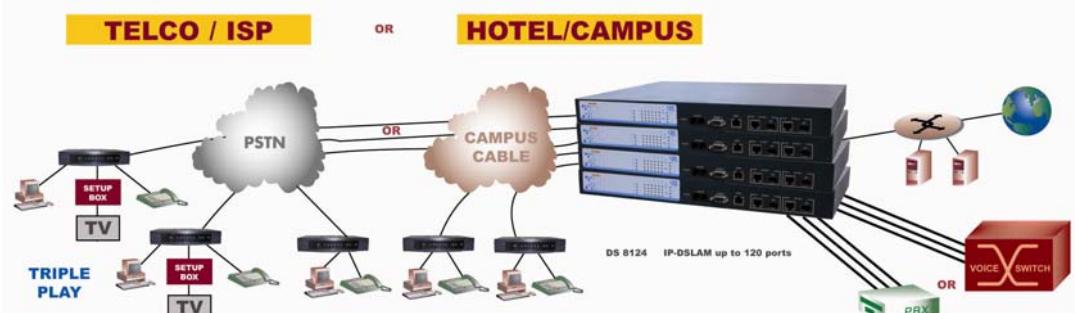 TELCO / ISP
OR
HOTEL/CAMPUS
PSTN
OR
CAMPUS
CABLE
SETUP
BOX
TV
SETUP
BOX
TV
TRIPLE
PLAY
DS 8124 IP-DSLAM up to 120 ports
VOICE SWITCH
OR
PBX